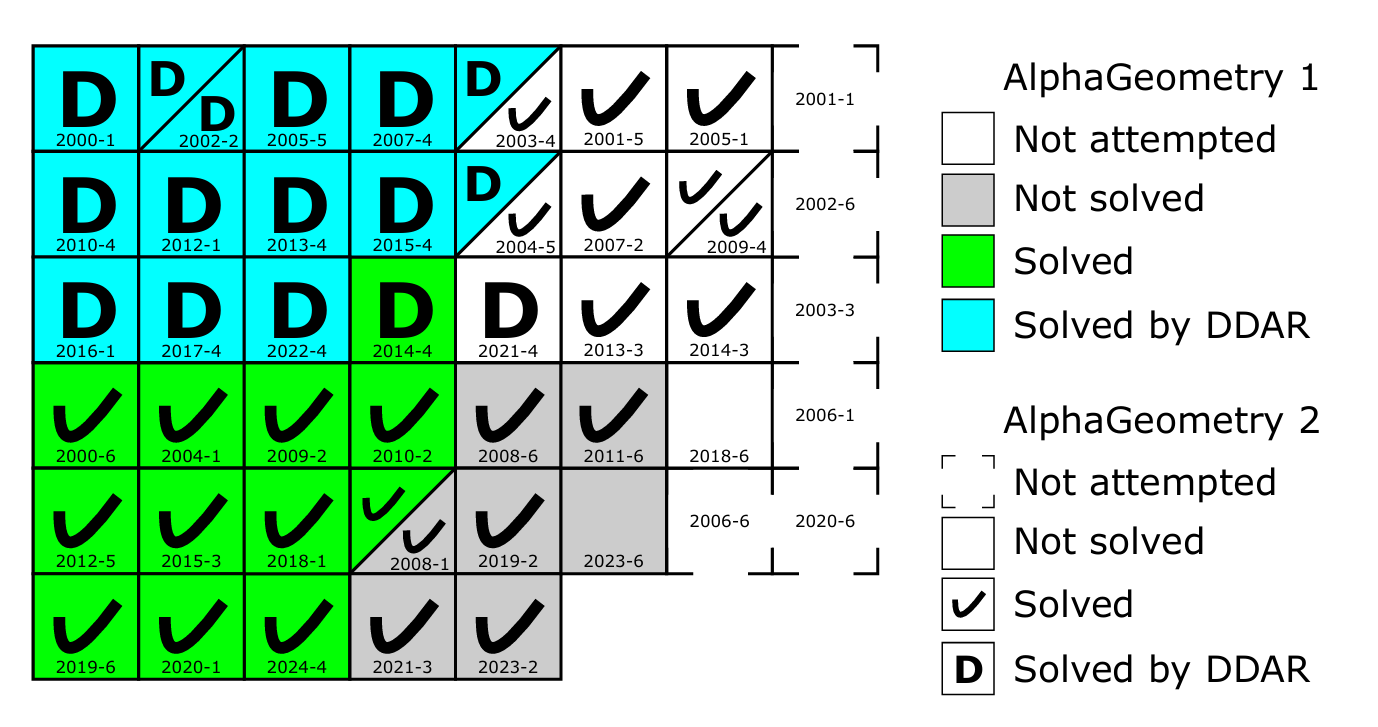 D D D D D AlphaGeometry 1
2000-1 D 2002-2 2005-5 2007-4 2003-4 2001-5 2005-1 2001-1
Not attempted
D D D D D
2010-4 2012-1 2013-4 2015-4 2004-5 2007-2 2009-4 2002-6
Not solved
Solved
D D D D D
2016-1 2017-4 2022-4 2014-4 2021-4 2013-3 2014-3 2003-3
Solved by DDAR
2000-6 2004-1 2009-2 2010-2 2008-6 2011-6 2018-6 2006-1
AlphaGeometry 2
Not attempted
2012-5 2015-3 2018-1 2008-1 2019-2 2023-6 2006-6 2020-6
Not solved
Solved
2019-6 2020-1 2024-4 2021-3 2023-2
D Solved by DDAR